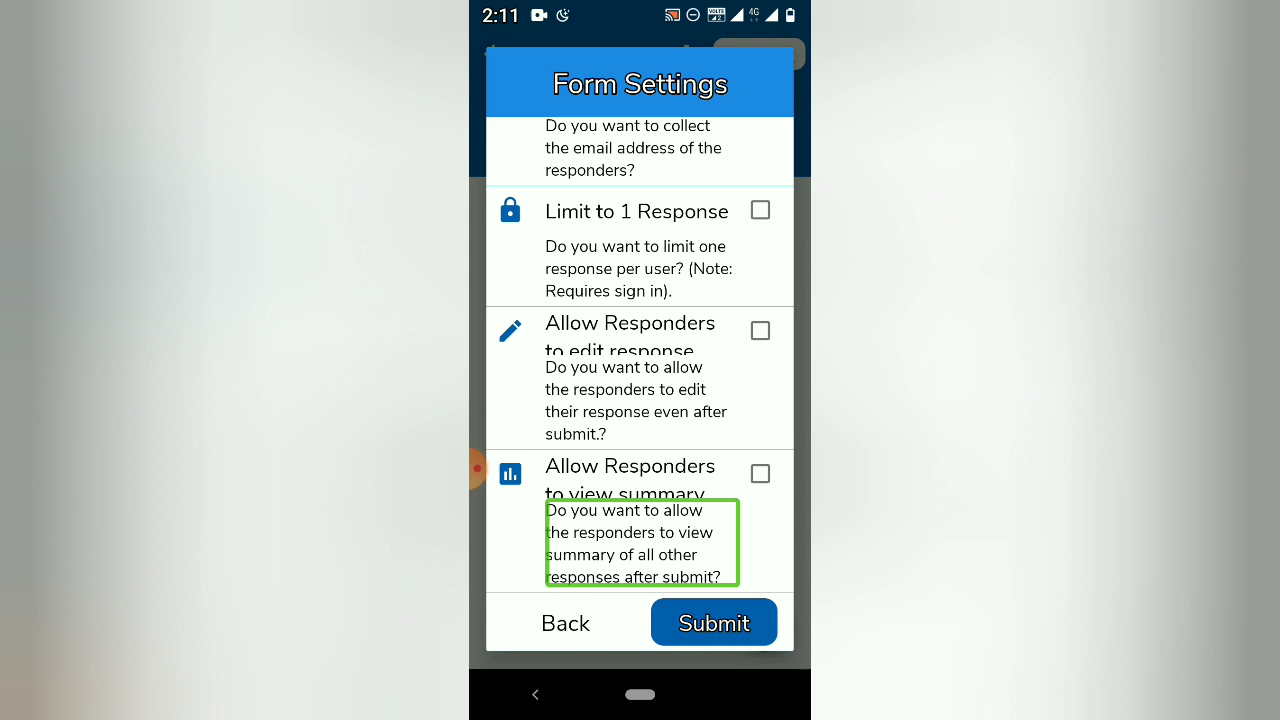 2:11
VOLTE
2
4G
Form Settings
Do you want to collect
the email address of the
responders?
Limit to 1 Response
Do you want to limit one
response per user? (Note:
Requires sign in).
Allow Responders
to edit response
Do you want to allow
the responders to edit
their response even after
submit.?
Allow Responders
to view summary
Do you want to allow
the responders to view
summary of all other
responses after submit?
Back
Submit